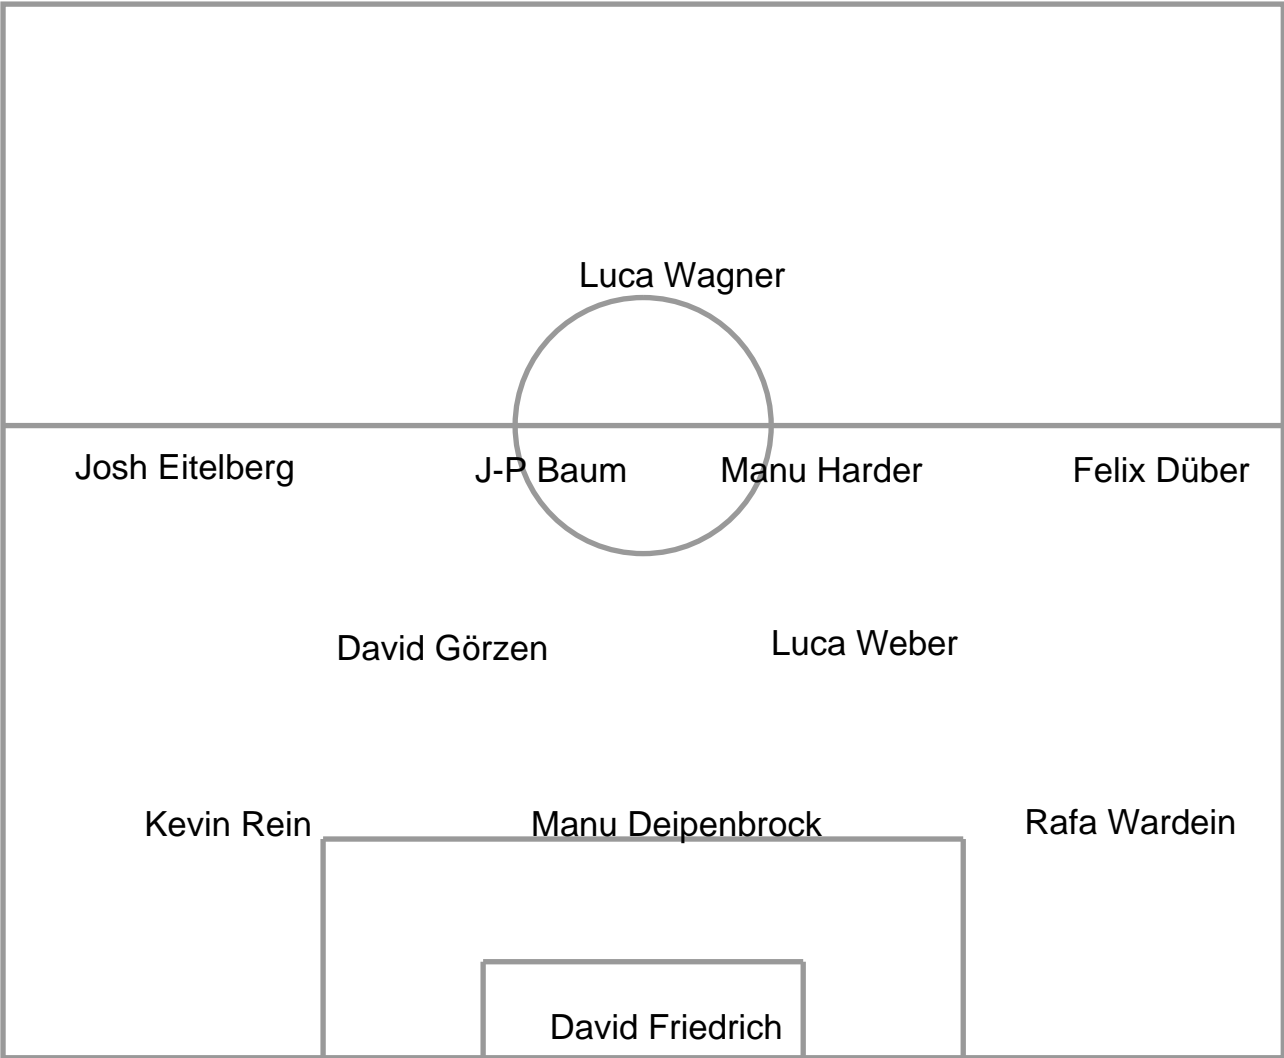 Luca Wagner
Josh Eitelberg
J-P Baum
Manu Harder
Felix Düber
David Görzen
Luca Weber
Kevin Rein
Manu Deipenbrock
Rafa Wardein
David Friedrich